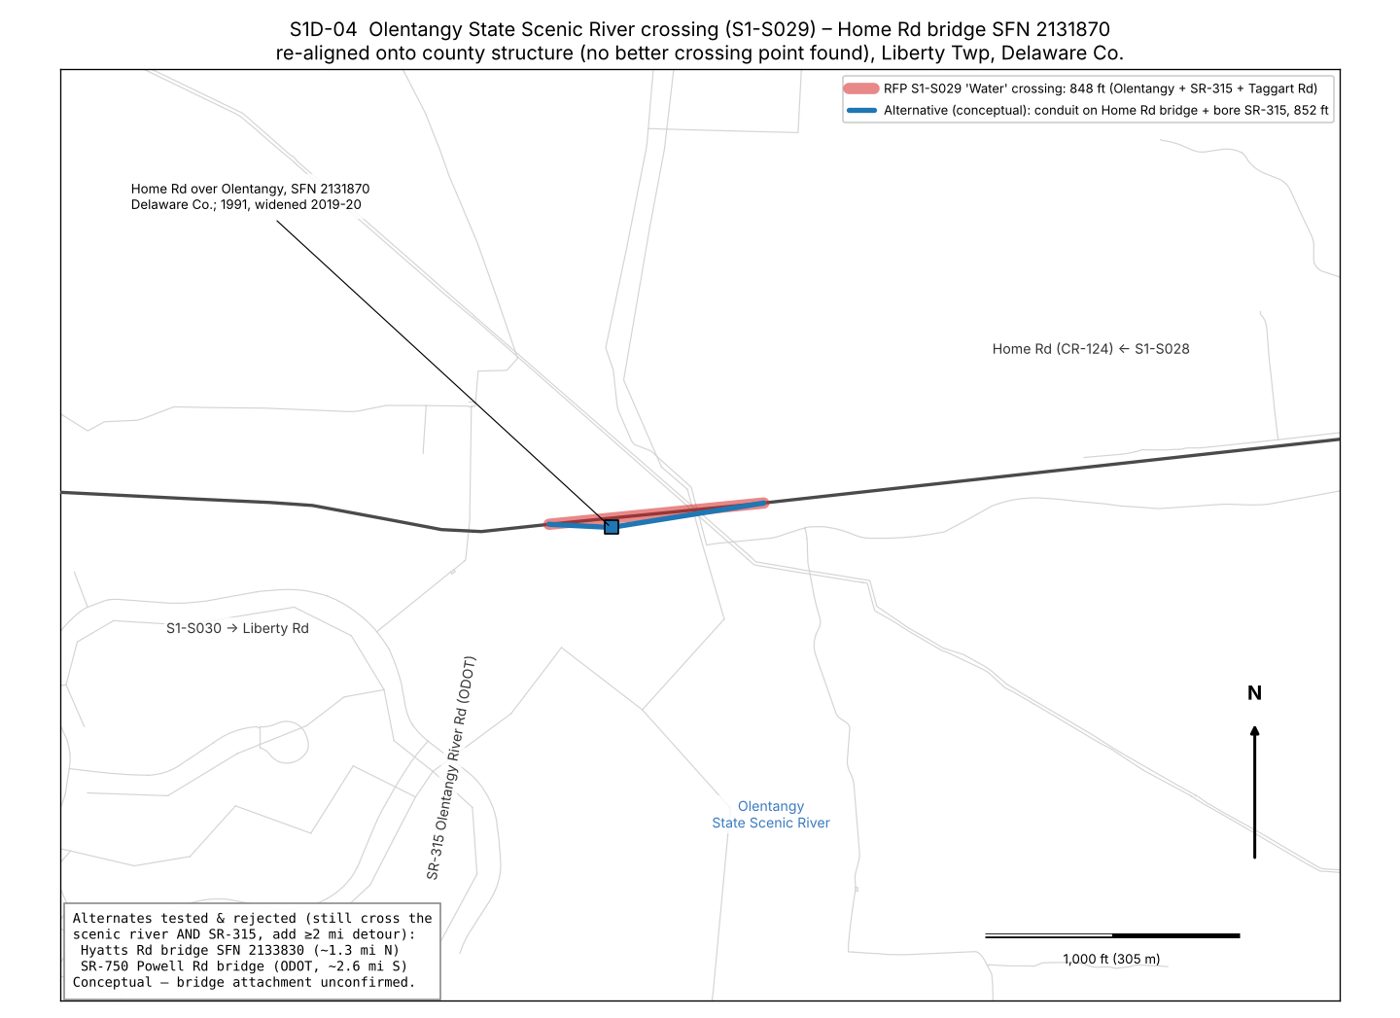 S1D-04 Olentangy State Scenic River crossing (S1-S029) – Home Rd bridge SFN 2131870
re-aligned onto county structure (no better crossing point found), Liberty Twp, Delaware Co.
RFP S1-S029 'Water' crossing: 848 ft (Olentangy + SR-315 + Taggart Rd)
Alternative (conceptual): conduit on Home Rd bridge + bore SR-315, 852 ft
Home Rd over Olentangy, SFN 2131870
Delaware Co.; 1991, widened 2019-20
Home Rd (CR-124) ← S1-S028
S1-S030 → Liberty Rd
SR-315 Olentangy River Rd (ODOT)
N
Olentangy
State Scenic River
Alternates tested & rejected (still cross the
scenic river AND SR-315, add ≥2 mi detour):
Hyatts Rd bridge SFN 2133830 (~1.3 mi N)
SR-750 Powell Rd bridge (ODOT, ~2.6 mi S)
Conceptual — bridge attachment unconfirmed.
1,000 ft (305 m)